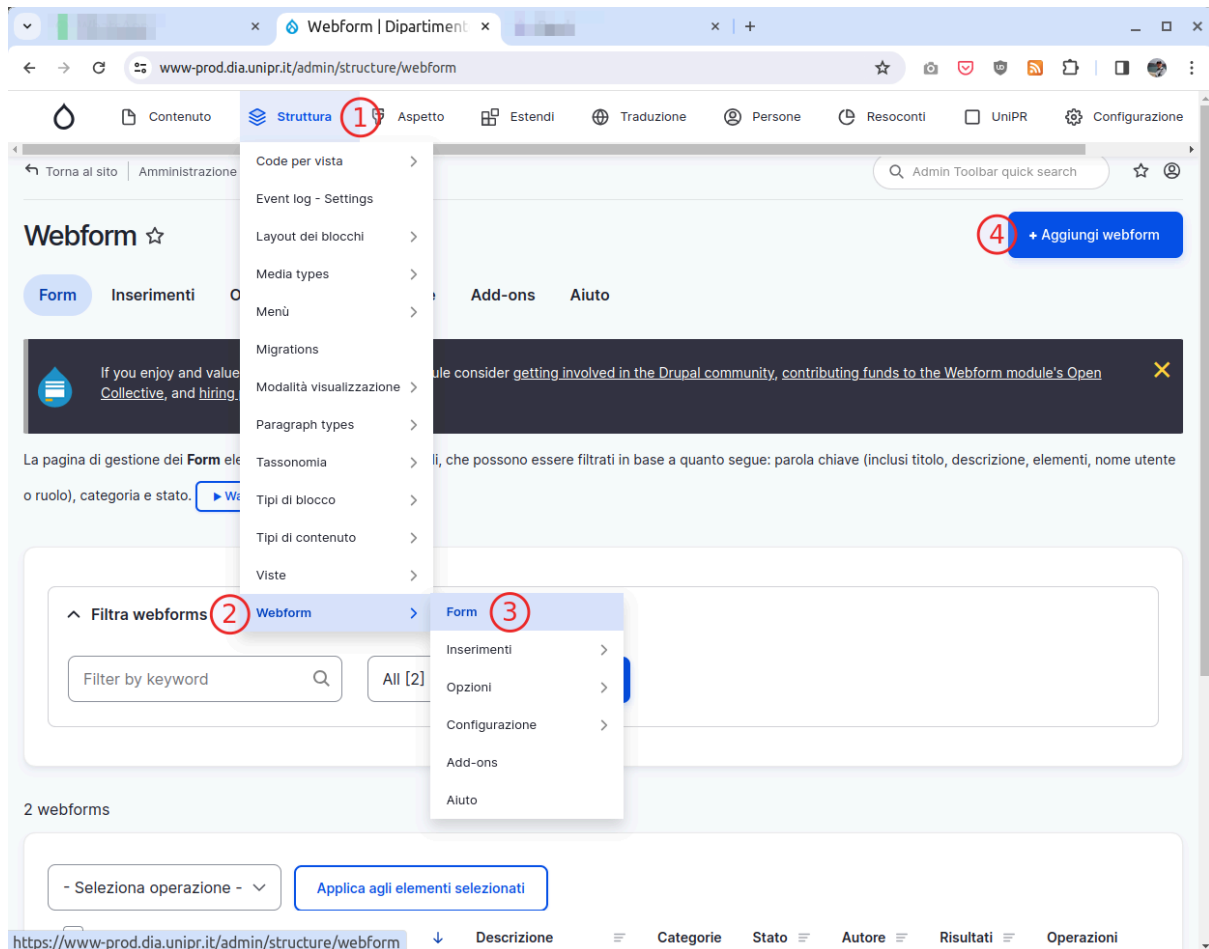 Webform | Dipartiment
www-prod.dia.unipr.it/admin/structure/webform
Contenuto Struttura 1 Aspetto Estendi Traduzione Persone Resoconti UniPR Configurazione
Torna al sito Amministrazione Admin Toolbar quick search
Code per vista
Event log - Settings
Layout dei blocchi
Media types
Menù
Migrations
Modalità visualizzazione
Paragraph types
Tassonomia
Tipi di blocco
Tipi di contenuto
Viste
2 Webform
Form 3
Inserimenti
Opzioni
Configurazione
Add-ons
Aiuto
Webform
4 + Aggiungi webform
Form Inserimenti O Add-ons Aiuto
If you enjoy and value ule consider getting involved in the Drupal community, contributing funds to the Webform module's Open
Collective, and hiring
La pagina di gestione dei Form ele li, che possono essere filtrati in base a quanto segue: parola chiave (inclusi titolo, descrizione, elementi, nome utente
o ruolo), categoria e stato. Wa
Filtra webforms
Filter by keyword All [2]
2 webforms
- Seleziona operazione - Applica agli elementi selezionati
Descrizione Categorie Stato Autore Risultati Operazioni
https://www-prod.dia.unipr.it/admin/structure/webform